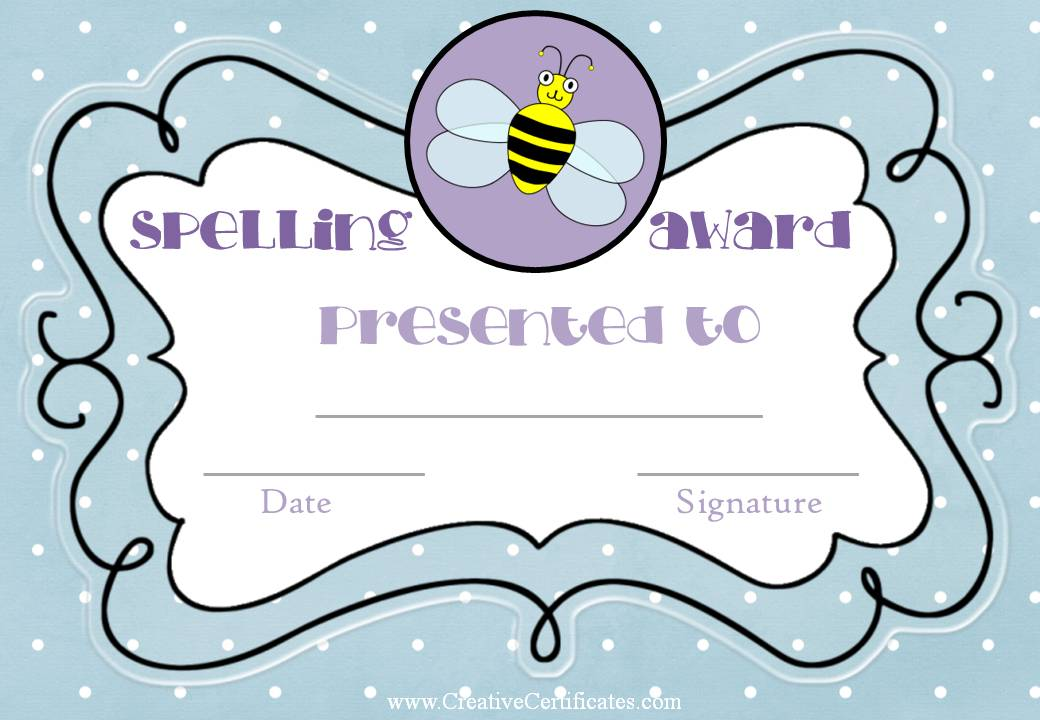 spelling award
Presented to
Date Signature
www.CreativeCertificates.com